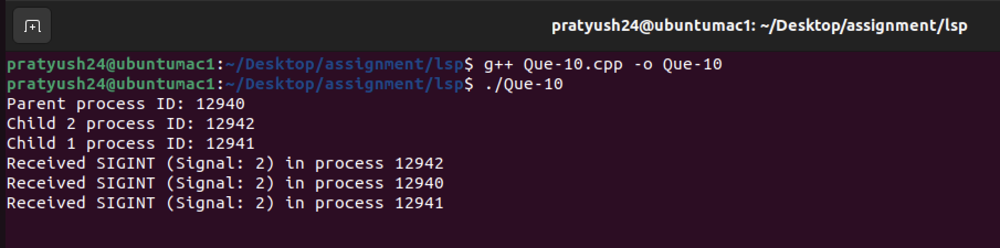 pratyush24@ubuntumac1: ~/Desktop/assignment/lsp
pratyush24@ubuntumac1:~/Desktop/assignment/lsp$ g++ Que-10.cpp -o Que-10
pratyush24@ubuntumac1:~/Desktop/assignment/lsp$ ./Que-10
Parent process ID: 12940
Child 2 process ID: 12942
Child 1 process ID: 12941
Received SIGINT (Signal: 2) in process 12942
Received SIGINT (Signal: 2) in process 12940
Received SIGINT (Signal: 2) in process 12941